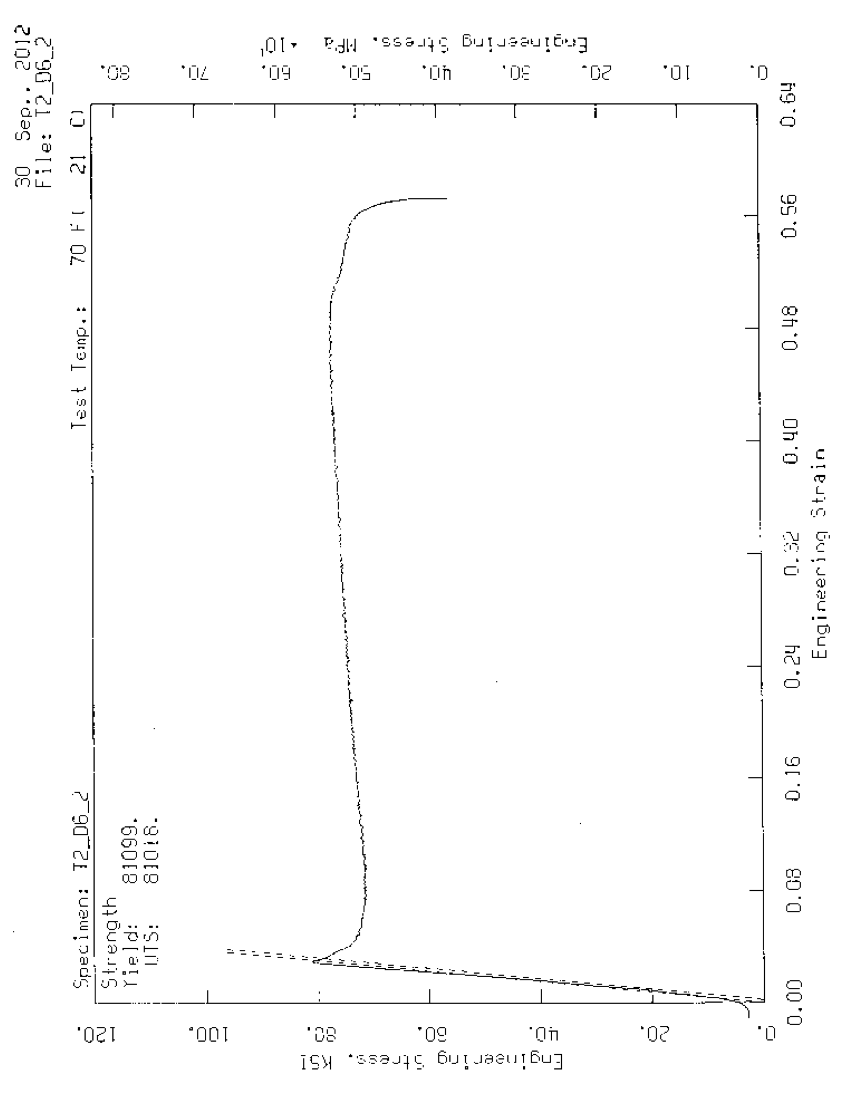 30 Sep., 2012
File: T2_D6_2
Specimen: T2_D6_2
Test Temp.: 70 F( 21 C)
Strength
Yield: 81099.
UTS: 81018.
Engineering Stress, KSI
120.
100.
80.
60.
40.
20.
0.
Engineering Stress, MPa *10¹
80.
70.
60.
50.
40.
30.
20.
10.
0.
0.00
0.08
0.16
0.24
0.32
0.40
0.48
0.56
0.64
Engineering Strain